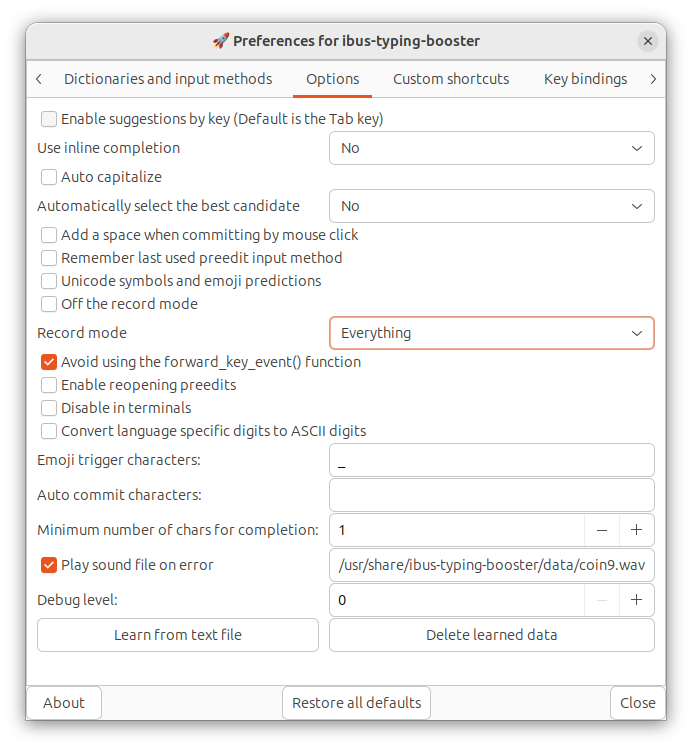 🚀 Preferences for ibus-typing-booster
Dictionaries and input methods Options Custom shortcuts Key bindings
Enable suggestions by key (Default is the Tab key)
Use inline completion No
Auto capitalize
Automatically select the best candidate No
Add a space when committing by mouse click
Remember last used preedit input method
Unicode symbols and emoji predictions
Off the record mode
Record mode Everything
Avoid using the forward_key_event() function
Enable reopening preedits
Disable in terminals
Convert language specific digits to ASCII digits
Emoji trigger characters: _
Auto commit characters:
Minimum number of chars for completion: 1
Play sound file on error /usr/share/ibus-typing-booster/data/coin9.wav
Debug level: 0
Learn from text file Delete learned data
About Restore all defaults Close